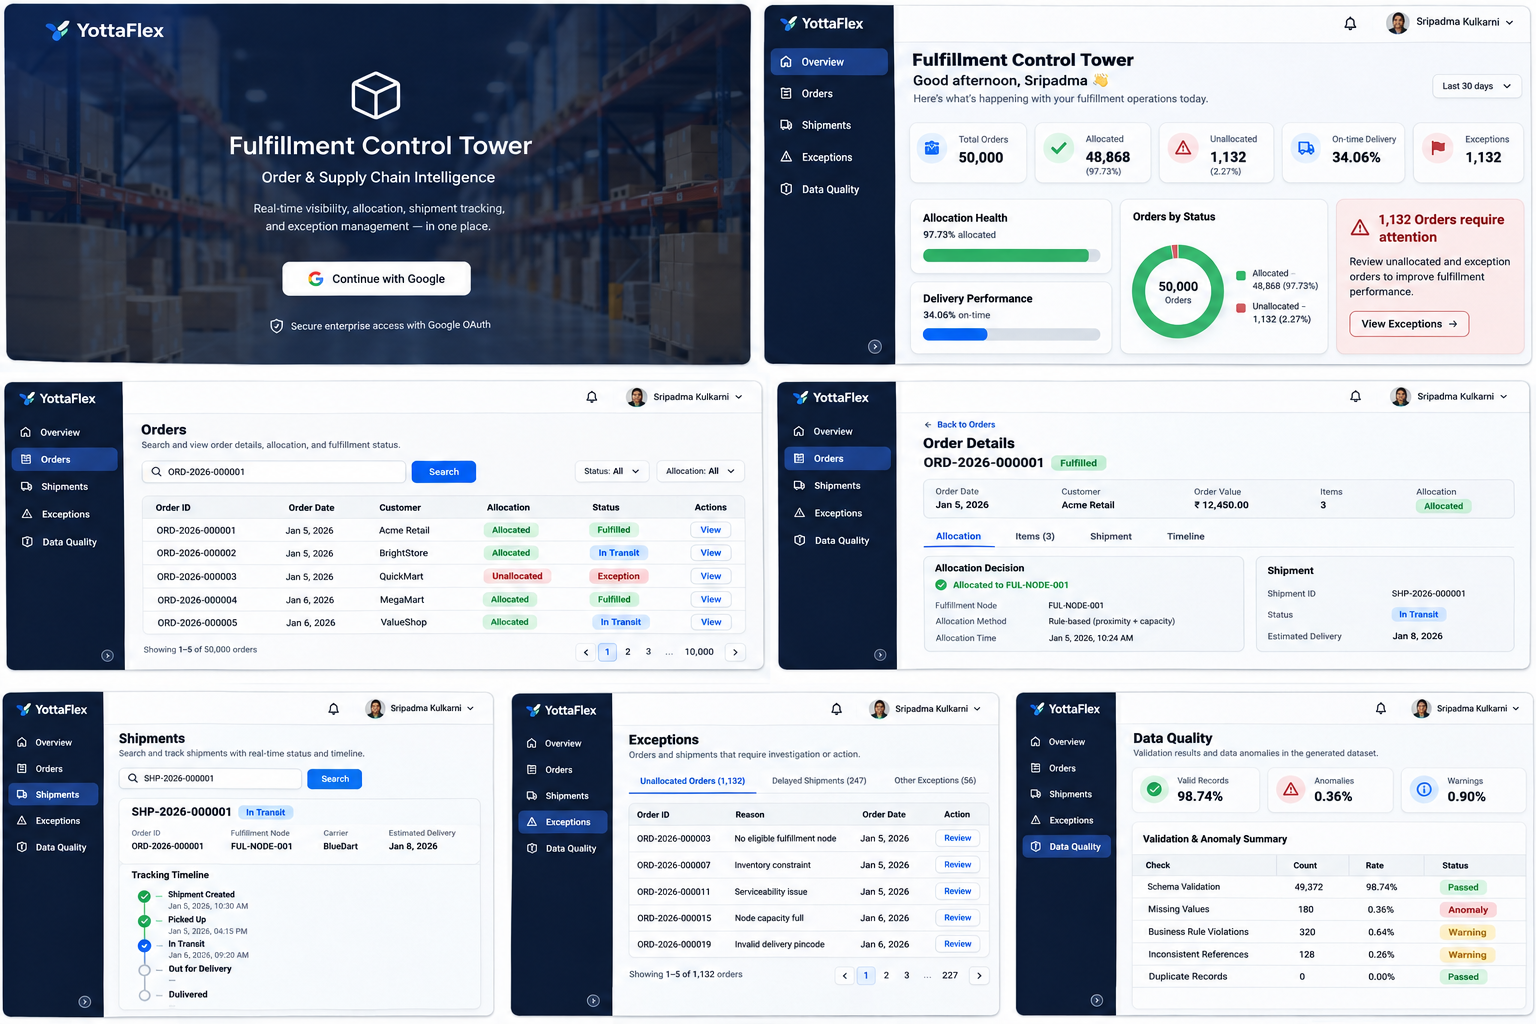 YottaFlex
Fulfillment Control Tower
Order & Supply Chain Intelligence
Real-time visibility, allocation, shipment tracking,
and exception management — in one place.
Continue with Google
Secure enterprise access with Google OAuth
YottaFlex
Sripadma Kulkarni
Overview
Orders
Shipments
Exceptions
Data Quality
Fulfillment Control Tower
Good afternoon, Sripadma 👋
Here's what's happening with your fulfillment operations today.
Last 30 days
Total Orders
50,000
Allocated
48,868
(97.73%)
Unallocated
1,132
(2.27%)
On-time Delivery
34.06%
Exceptions
1,132
Allocation Health
97.73% allocated
Delivery Performance
34.06% on-time
Orders by Status
50,000
Orders
Allocated –
48,868 (97.73%)
Unallocated –
1,132 (2.27%)
1,132 Orders require
attention
Review unallocated and exception
orders to improve fulfillment
performance.
View Exceptions →
YottaFlex
Sripadma Kulkarni
Overview
Orders
Shipments
Exceptions
Data Quality
Orders
Search and view order details, allocation, and fulfillment status.
ORD-2026-000001
Search
Status: All
Allocation: All
Order ID Order Date Customer Allocation Status Actions
ORD-2026-000001 Jan 5, 2026 Acme Retail Allocated Fulfilled View
ORD-2026-000002 Jan 5, 2026 BrightStore Allocated In Transit View
ORD-2026-000003 Jan 5, 2026 QuickMart Unallocated Exception View
ORD-2026-000004 Jan 6, 2026 MegaMart Allocated Fulfilled View
ORD-2026-000005 Jan 6, 2026 ValueShop Allocated In Transit View
Showing 1–5 of 50,000 orders
1 2 3 ... 10,000
YottaFlex
Sripadma Kulkarni
Overview
Orders
Shipments
Exceptions
Data Quality
← Back to Orders
Order Details
ORD-2026-000001 Fulfilled
Order Date Customer Order Value Items Allocation
Jan 5, 2026 Acme Retail ₹ 12,450.00 3 Allocated
Allocation Items (3) Shipment Timeline
Allocation Decision
Allocated to FUL-NODE-001
Fulfillment Node FUL-NODE-001
Allocation Method Rule-based (proximity + capacity)
Allocation Time Jan 5, 2026, 10:24 AM
Shipment
Shipment ID SHP-2026-000001
Status In Transit
Estimated Delivery Jan 8, 2026
YottaFlex
Sripadma Kulkarni
Overview
Orders
Shipments
Exceptions
Data Quality
Shipments
Search and track shipments with real-time status and timeline.
SHP-2026-000001
Search
SHP-2026-000001 In Transit
Order ID Fulfillment Node Carrier Estimated Delivery
ORD-2026-000001 FUL-NODE-001 BlueDart Jan 8, 2026
Tracking Timeline
Shipment Created
Jan 5, 2026, 10:30 AM
Picked Up
Jan 5, 2026, 04:15 PM
In Transit
Jan 6, 2026, 09:20 AM
Out for Delivery
—
Dulivered
YottaFlex
Sripadma Kulkarni
Overview
Orders
Shipments
Exceptions
Data Quality
Exceptions
Orders and shipments that require investigation or action.
Unallocated Orders (1,132) Delayed Shipments (247) Other Exceptions (56)
Order ID Reason Order Date Action
ORD-2026-000003 No eligible fulfillment node Jan 5, 2026 Review
ORD-2026-000007 Inventory constraint Jan 5, 2026 Review
ORD-2026-000011 Serviceability issue Jan 5, 2026 Review
ORD-2026-000015 Node capacity full Jan 6, 2026 Review
ORD-2026-000019 Invalid delivery pincode Jan 6, 2026 Review
Showing 1–5 of 1,132 orders
1 2 3 ... 227
YottaFlex
Sripadma Kulkarni
Overview
Orders
Shipments
Exceptions
Data Quality
Data Quality
Validation results and data anomalies in the generated dataset.
Valid Records
98.74%
Anomalies
0.36%
Warnings
0.90%
Validation & Anomaly Summary
Check Count Rate Status
Schema Validation 49,372 98.74% Passed
Missing Values 180 0.36% Anomaly
Business Rule Violations 320 0.64% Warning
Inconsistent References 128 0.26% Warning
Duplicate Records 0 0.00% Passed